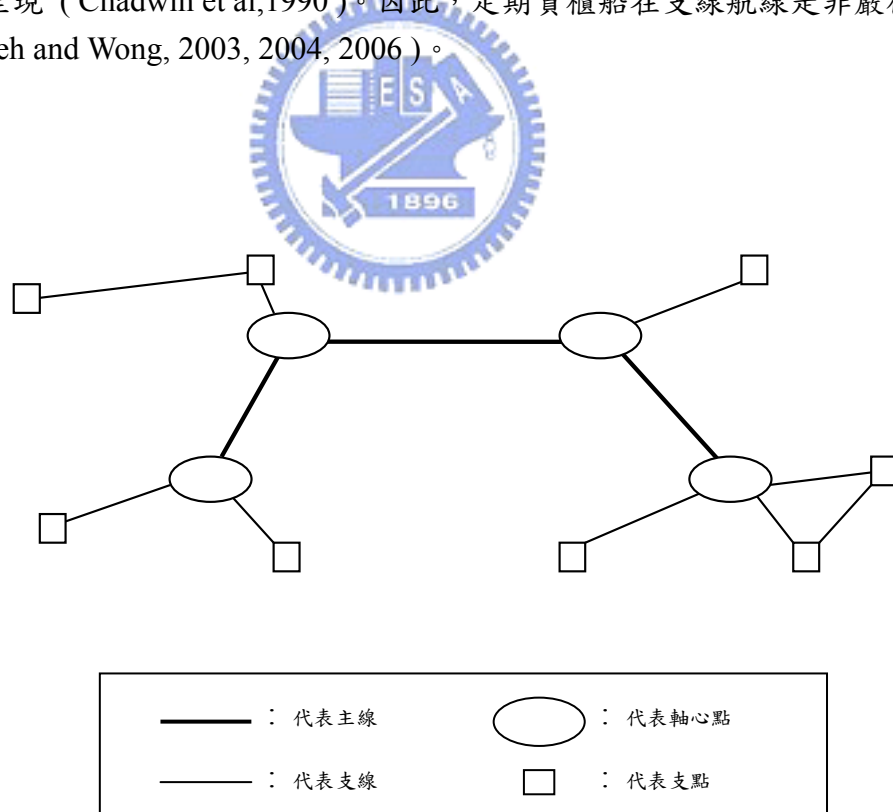 ( Chadwin et al,1990 )。因此，定期貨櫃船在支線航線是非嚴
eh and Wong, 2003, 2004, 2006 )。
E S A
1896
： 代表主線
： 代表軸心點
： 代表支線
： 代表支點